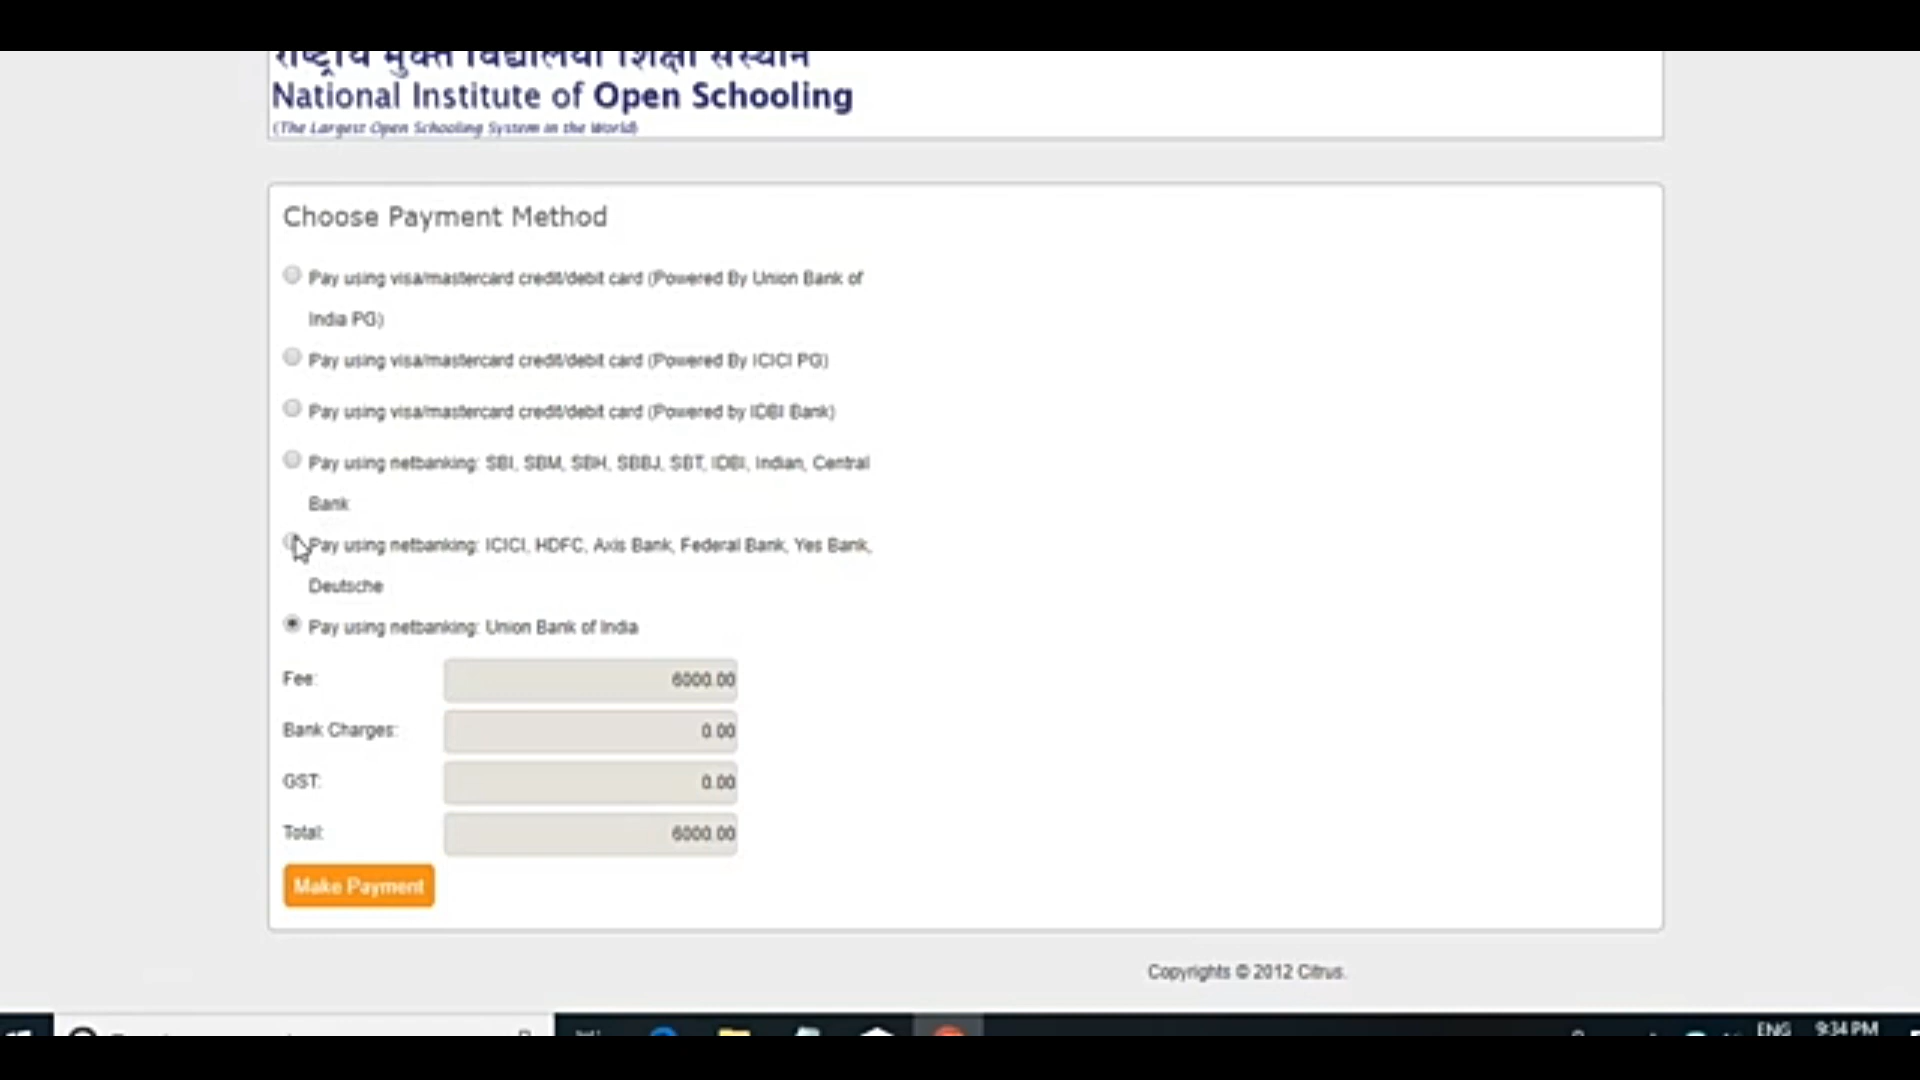 राष्ट्रीय मुक्त विद्यालयी शिक्षा संस्थान
National Institute of Open Schooling
(The Largest Open Schooling System in the World)
Choose Payment Method
Pay using visa/mastercard credit/debit card (Powered By Union Bank of
India PG)
Pay using visa/mastercard credit/debit card (Powered By ICICI PG)
Pay using visa/mastercard credit/debit card (Powered by IDBI Bank)
Pay using netbanking: SBI, SBM, SBH, SBBJ, SBT, IDBI, Indian, Central
Bank
Pay using netbanking: ICICI, HDFC, Axis Bank, Federal Bank, Yes Bank,
Deutsche
Pay using netbanking: Union Bank of India
Fee: 6000.00
Bank Charges: 0.00
GST: 0.00
Total: 6000.00
Make Payment
Copyrights © 2012 Citrus.
ENG 9:34 PM